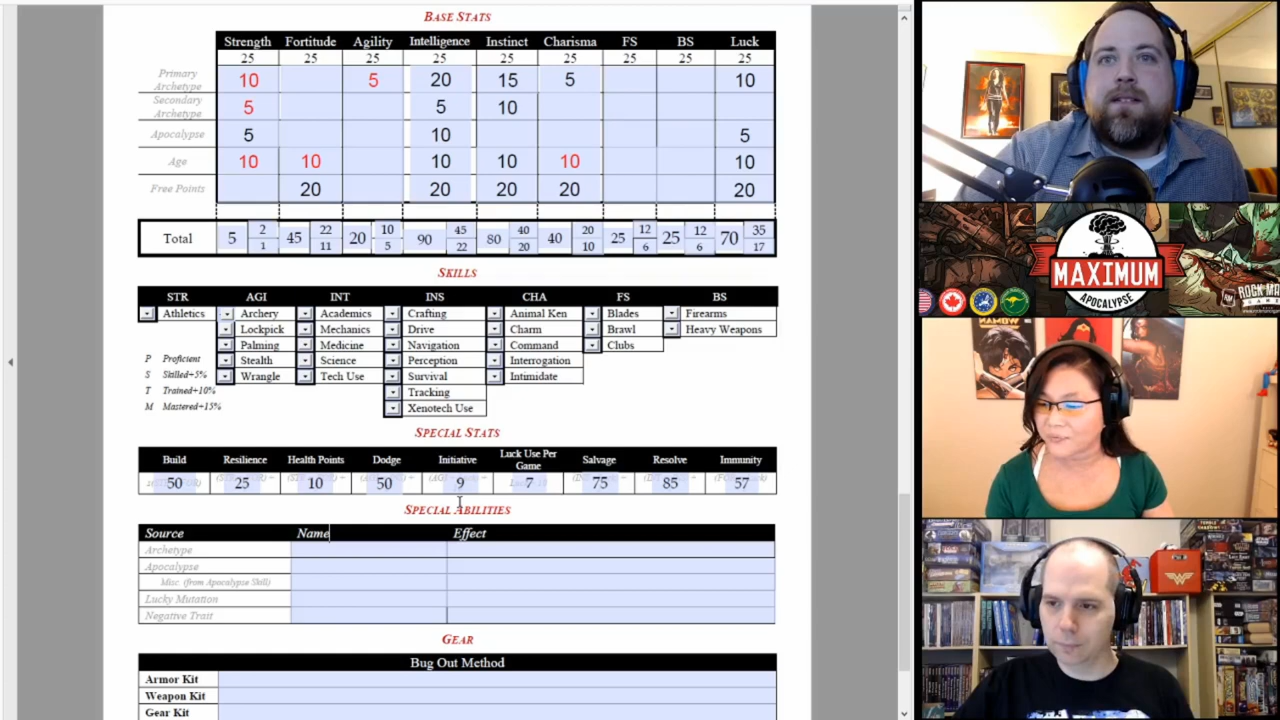 BASE STATS
Strength Fortitude Agility Intelligence Instinct Charisma FS BS Luck
25 25 25 25 25 25 25 25 25
Primary Archetype 10 5 20 15 5 10
Secondary Archetype 5 5 10
Apocalypse 5 10 5
Age 10 10 10 10 10 10
Free Points 20 20 20 20 20
Total 5 2 1 45 22 11 20 10 5 90 45 22 80 40 20 40 20 10 25 12 6 25 12 6 70 35 17
SKILLS
STR AGI INT INS CHA FS BS
Athletics Archery Academics Crafting Animal Ken Blades Firearms
Lockpick Mechanics Drive Charm Brawl Heavy Weapons
Palming Medicine Navigation Command Clubs
P Proficient Stealth Science Perception Interrogation
S Skilled+5% Wrangle Tech Use Survival Intimidate
T Trained+10% Tracking
M Mastered+15% Xenotech Use
SPECIAL STATS
Build Resilience Health Points Dodge Initiative Luck Use Per Game Salvage Resolve Immunity
50 25 10 50 9 7 75 85 57
SPECIAL ABILITIES
Source Name Effect
Archetype
Apocalypse
Misc. (from Apocalypse Skill)
Lucky Mutation
Negative Trait
GEAR
Bug Out Method
Armor Kit
Weapon Kit
Gear Kit
MAXIMUM
APOCALYPSE